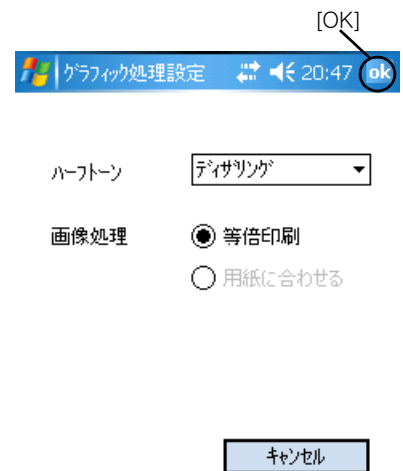 [OK]
グラフィック処理設定 20:47 ok
ハーフトーン ディザリング
画像処理 等倍印刷
用紙に合わせる
キャンセル